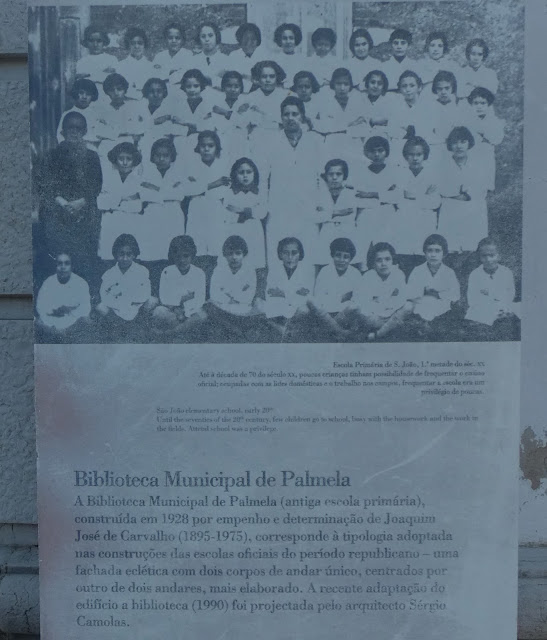 Escola Primária de S. João, 1.ª metade do séc. XX
Até à década de 70 do século XX, poucas crianças tinham possibilidade de frequentar o ensino
oficial; ocupadas com as lides domésticas e o trabalho nos campos, frequentar a escola era um
privilégio de poucas.
São João elementary school, early 20th
Until the seventies of the 20th century, few children go to school, busy with the housework and the work in
the fields. Attend school was a privilege.
Biblioteca Municipal de Palmela
A Biblioteca Municipal de Palmela (antiga escola primária),
construída em 1928 por empenho e determinação de Joaquim
José de Carvalho (1895-1975), corresponde à tipologia adoptada
nas construções das escolas oficiais do período republicano – uma
fachada eclética com dois corpos de andar único, centrados por
outro de dois andares, mais elaborado. A recente adaptação do
edifício a biblioteca (1990) foi projectada pelo arquitecto Sérgio
Camolas.